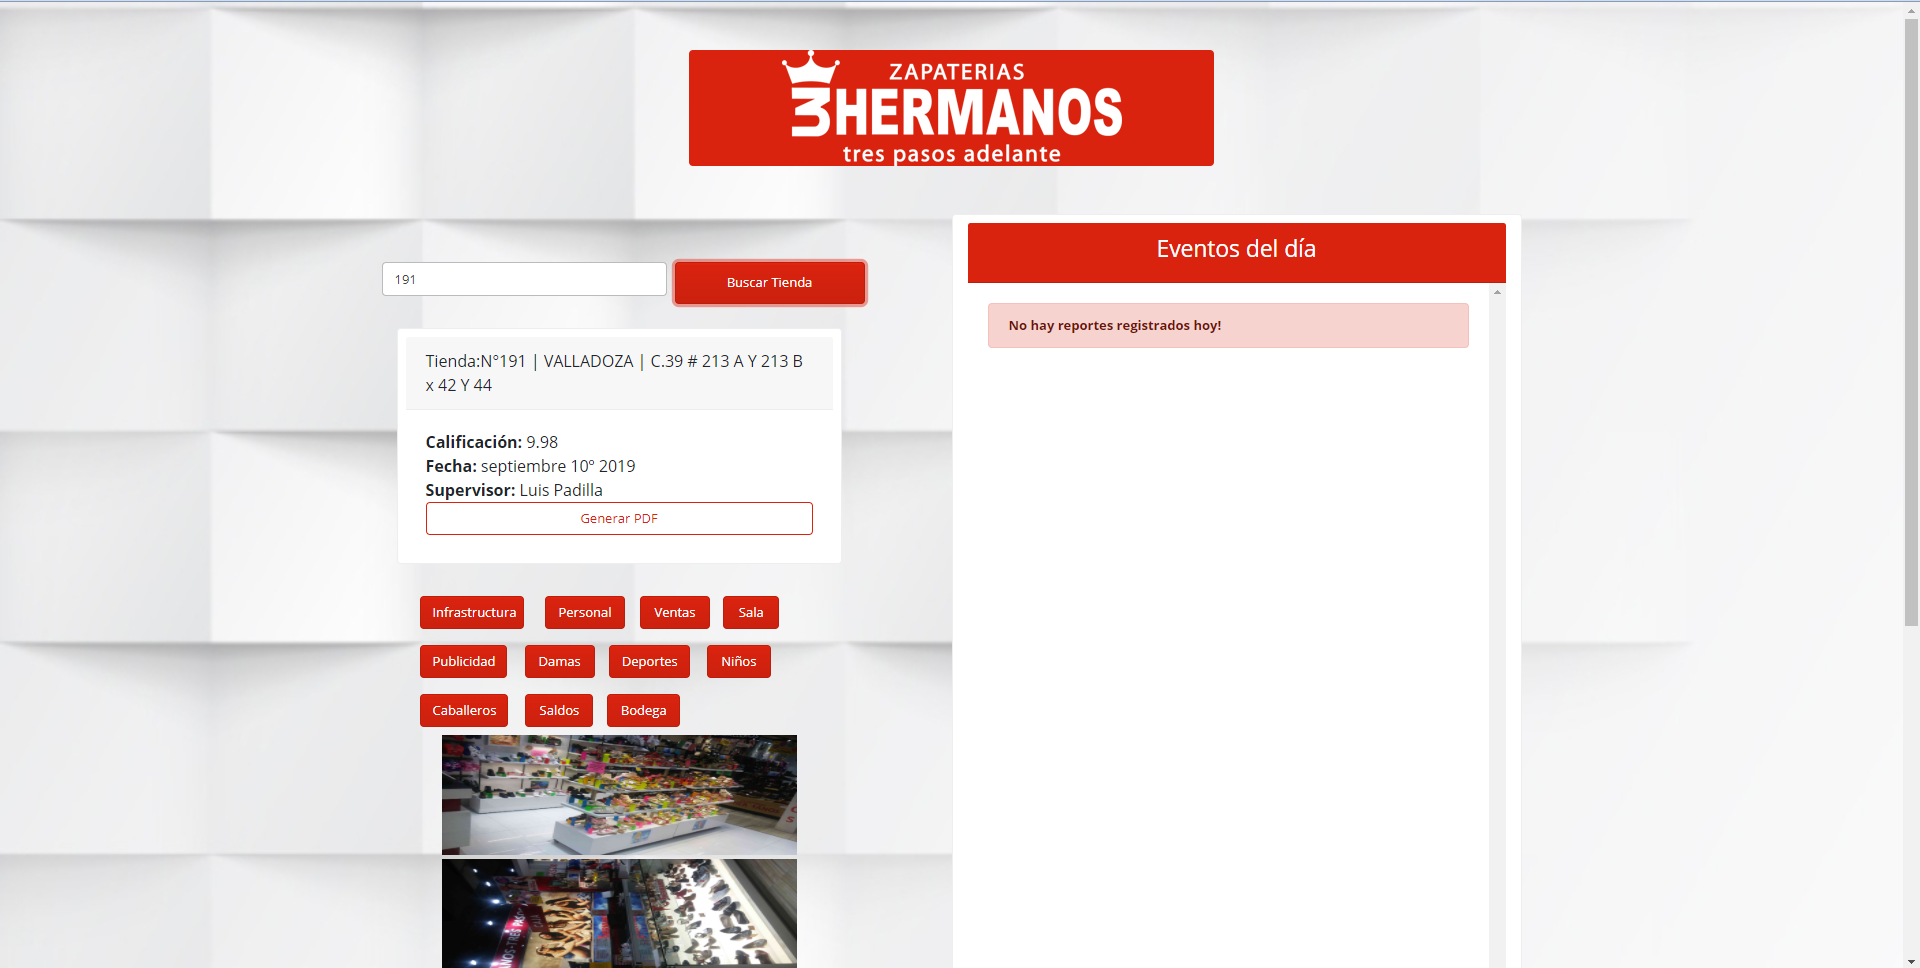 ZAPATERIAS
3HERMANOS
tres pasos adelante
191
Buscar Tienda
Tienda:N°191 | VALLADOZA | C.39 # 213 A Y 213 B
x 42 Y 44
Calificación: 9.98
Fecha: septiembre 10º 2019
Supervisor: Luis Padilla
Generar PDF
Infrastructura
Personal
Ventas
Sala
Publicidad
Damas
Deportes
Niños
Caballeros
Saldos
Bodega
Eventos del día
No hay reportes registrados hoy!